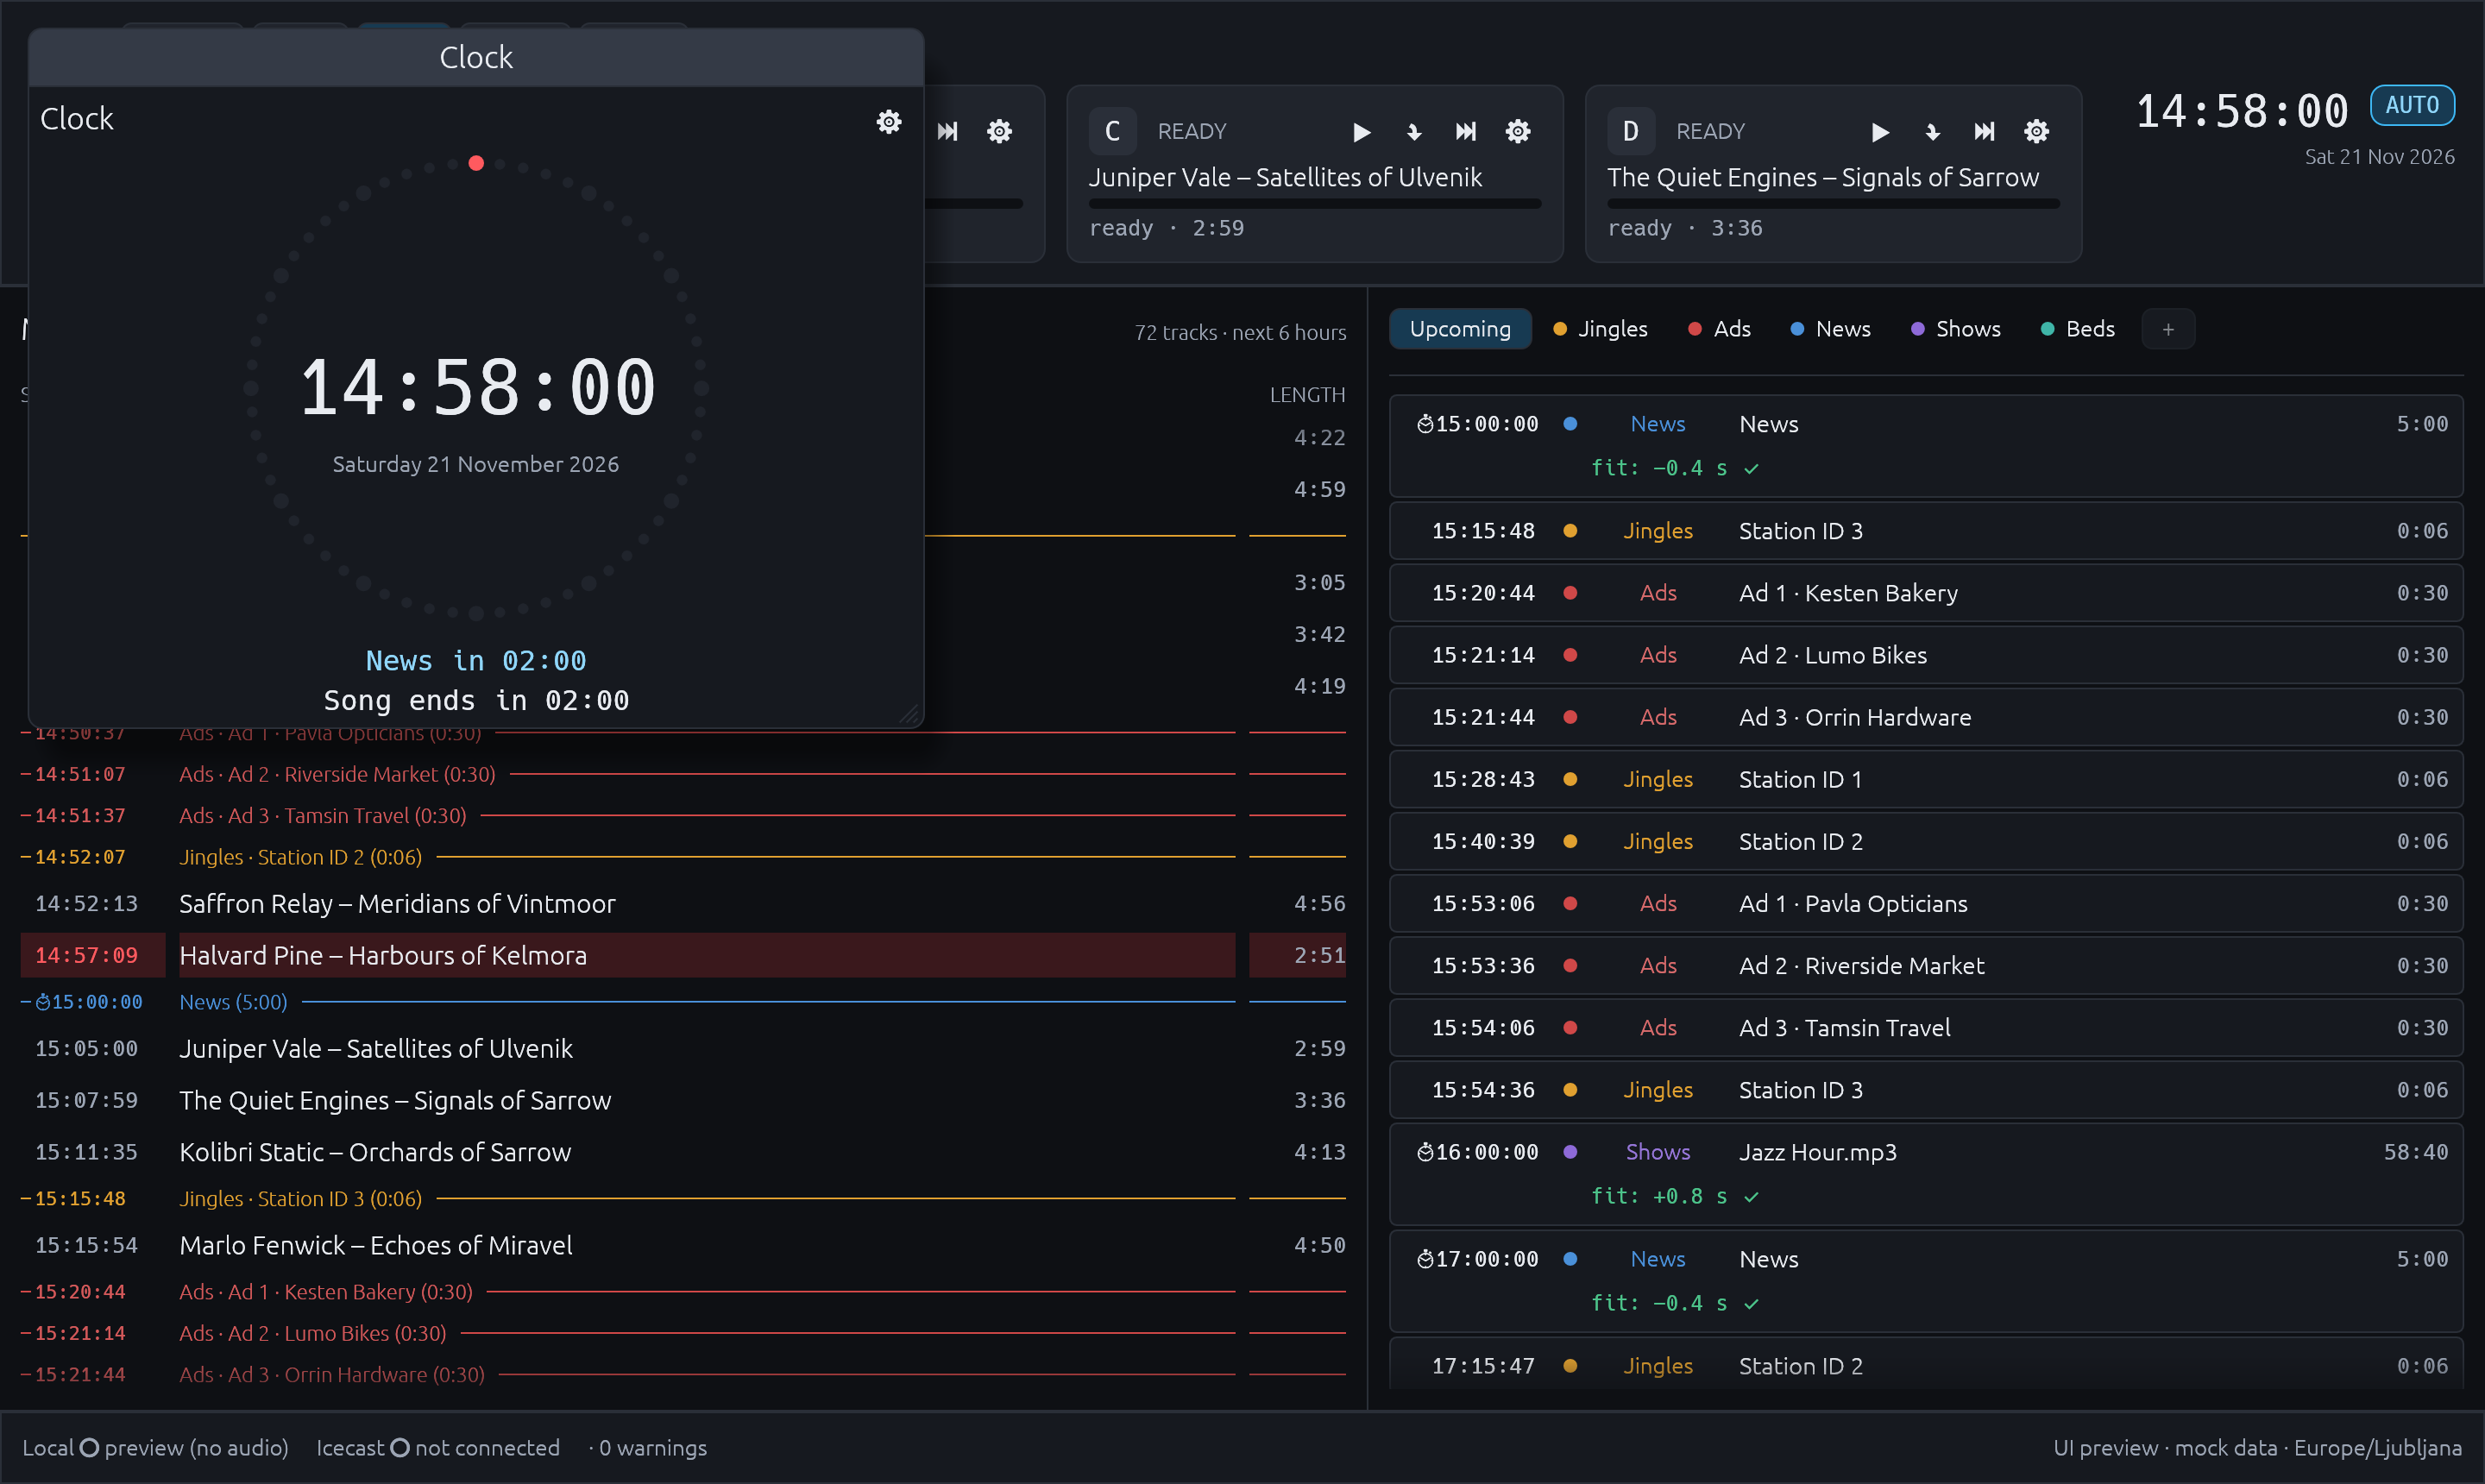 Clock
Clock
14:58:00
Saturday 21 November 2026
News in 02:00
Song ends in 02:00
C READY
Juniper Vale – Satellites of Ulvenik
ready · 2:59
D READY
The Quiet Engines – Signals of Sarrow
ready · 3:36
14:58:00 AUTO
Sat 21 Nov 2026
72 tracks · next 6 hours
LENGTH
4:22
4:59
3:05
3:42
4:19
14:50:37 Ads · Ad 1 · Pavla Opticians (0:30)
14:51:07 Ads · Ad 2 · Riverside Market (0:30)
14:51:37 Ads · Ad 3 · Tamsin Travel (0:30)
14:52:07 Jingles · Station ID 2 (0:06)
14:52:13 Saffron Relay – Meridians of Vintmoor 4:56
14:57:09 Halvard Pine – Harbours of Kelmora 2:51
15:00:00 News (5:00)
15:05:00 Juniper Vale – Satellites of Ulvenik 2:59
15:07:59 The Quiet Engines – Signals of Sarrow 3:36
15:11:35 Kolibri Static – Orchards of Sarrow 4:13
15:15:48 Jingles · Station ID 3 (0:06)
15:15:54 Marlo Fenwick – Echoes of Miravel 4:50
15:20:44 Ads · Ad 1 · Kesten Bakery (0:30)
15:21:14 Ads · Ad 2 · Lumo Bikes (0:30)
15:21:44 Ads · Ad 3 · Orrin Hardware (0:30)
Upcoming Jingles Ads News Shows Beds +
15:00:00 News News 5:00
fit: −0.4 s ✓
15:15:48 Jingles Station ID 3 0:06
15:20:44 Ads Ad 1 · Kesten Bakery 0:30
15:21:14 Ads Ad 2 · Lumo Bikes 0:30
15:21:44 Ads Ad 3 · Orrin Hardware 0:30
15:28:43 Jingles Station ID 1 0:06
15:40:39 Jingles Station ID 2 0:06
15:53:06 Ads Ad 1 · Pavla Opticians 0:30
15:53:36 Ads Ad 2 · Riverside Market 0:30
15:54:06 Ads Ad 3 · Tamsin Travel 0:30
15:54:36 Jingles Station ID 3 0:06
16:00:00 Shows Jazz Hour.mp3 58:40
fit: +0.8 s ✓
17:00:00 News News 5:00
fit: −0.4 s ✓
17:15:47 Jingles Station ID 2 0:06
Local preview (no audio) Icecast not connected · 0 warnings
UI preview · mock data · Europe/Ljubljana